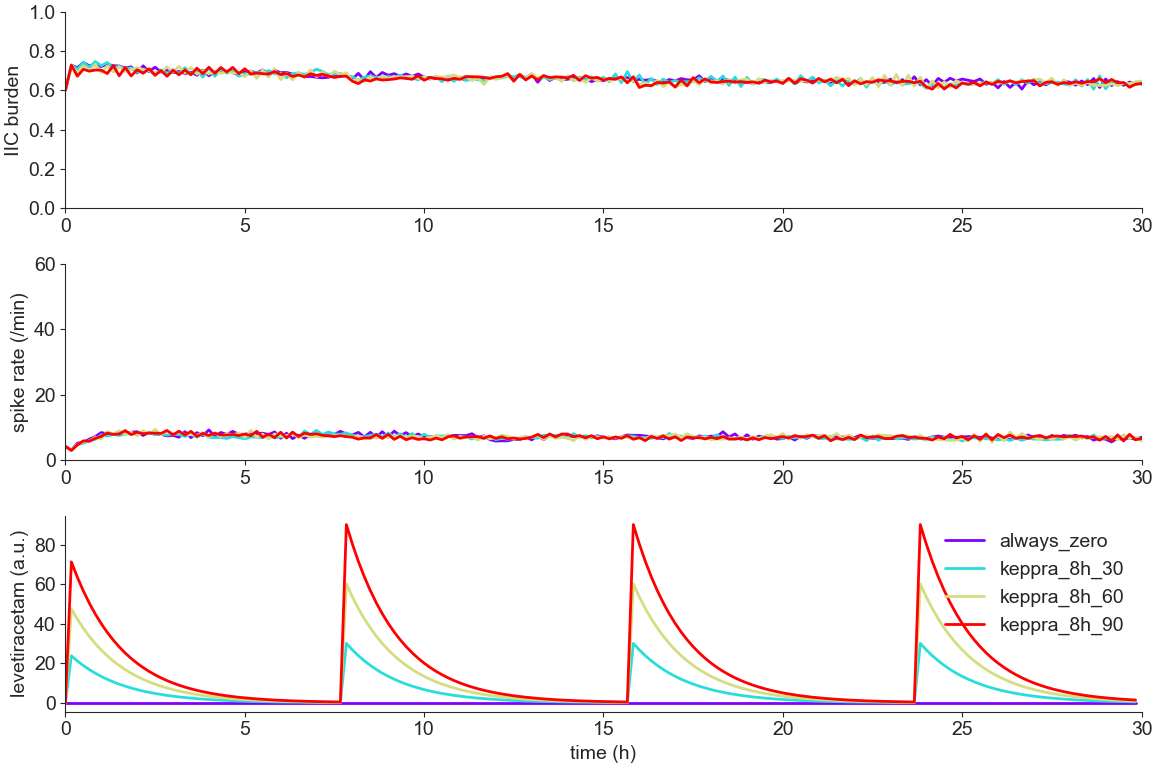 1.0
0.8
0.6
0.4
0.2
0.0
IIC burden
0 5 10 15 20 25 30
60
40
20
0
spike rate (/min)
0 5 10 15 20 25 30
80
60
40
20
0
levetiracetam (a.u.)
always_zero
keppra_8h_30
keppra_8h_60
keppra_8h_90
0 5 10 15 20 25 30
time (h)